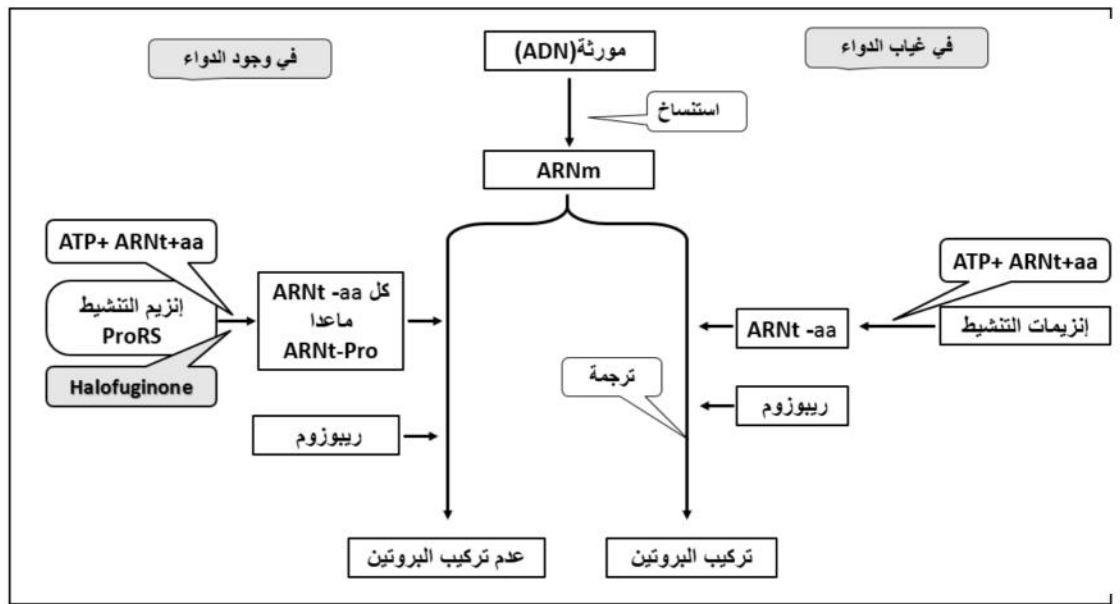 في غياب الدواء
مورثة(ADN)
في وجود الدواء
استنساخ
ARNm
ATP+ ARNt+aa
إنزيمات التنشيط
ARNt -aa
ريبوزوم
ترجمة
تركيب البروتين
ATP+ ARNt+aa
إنزيم التنشيط
ProRS
Halofuginone
كل ARNt -aa
ماعدا
ARNt-Pro
ريبوزوم
عدم تركيب البروتين